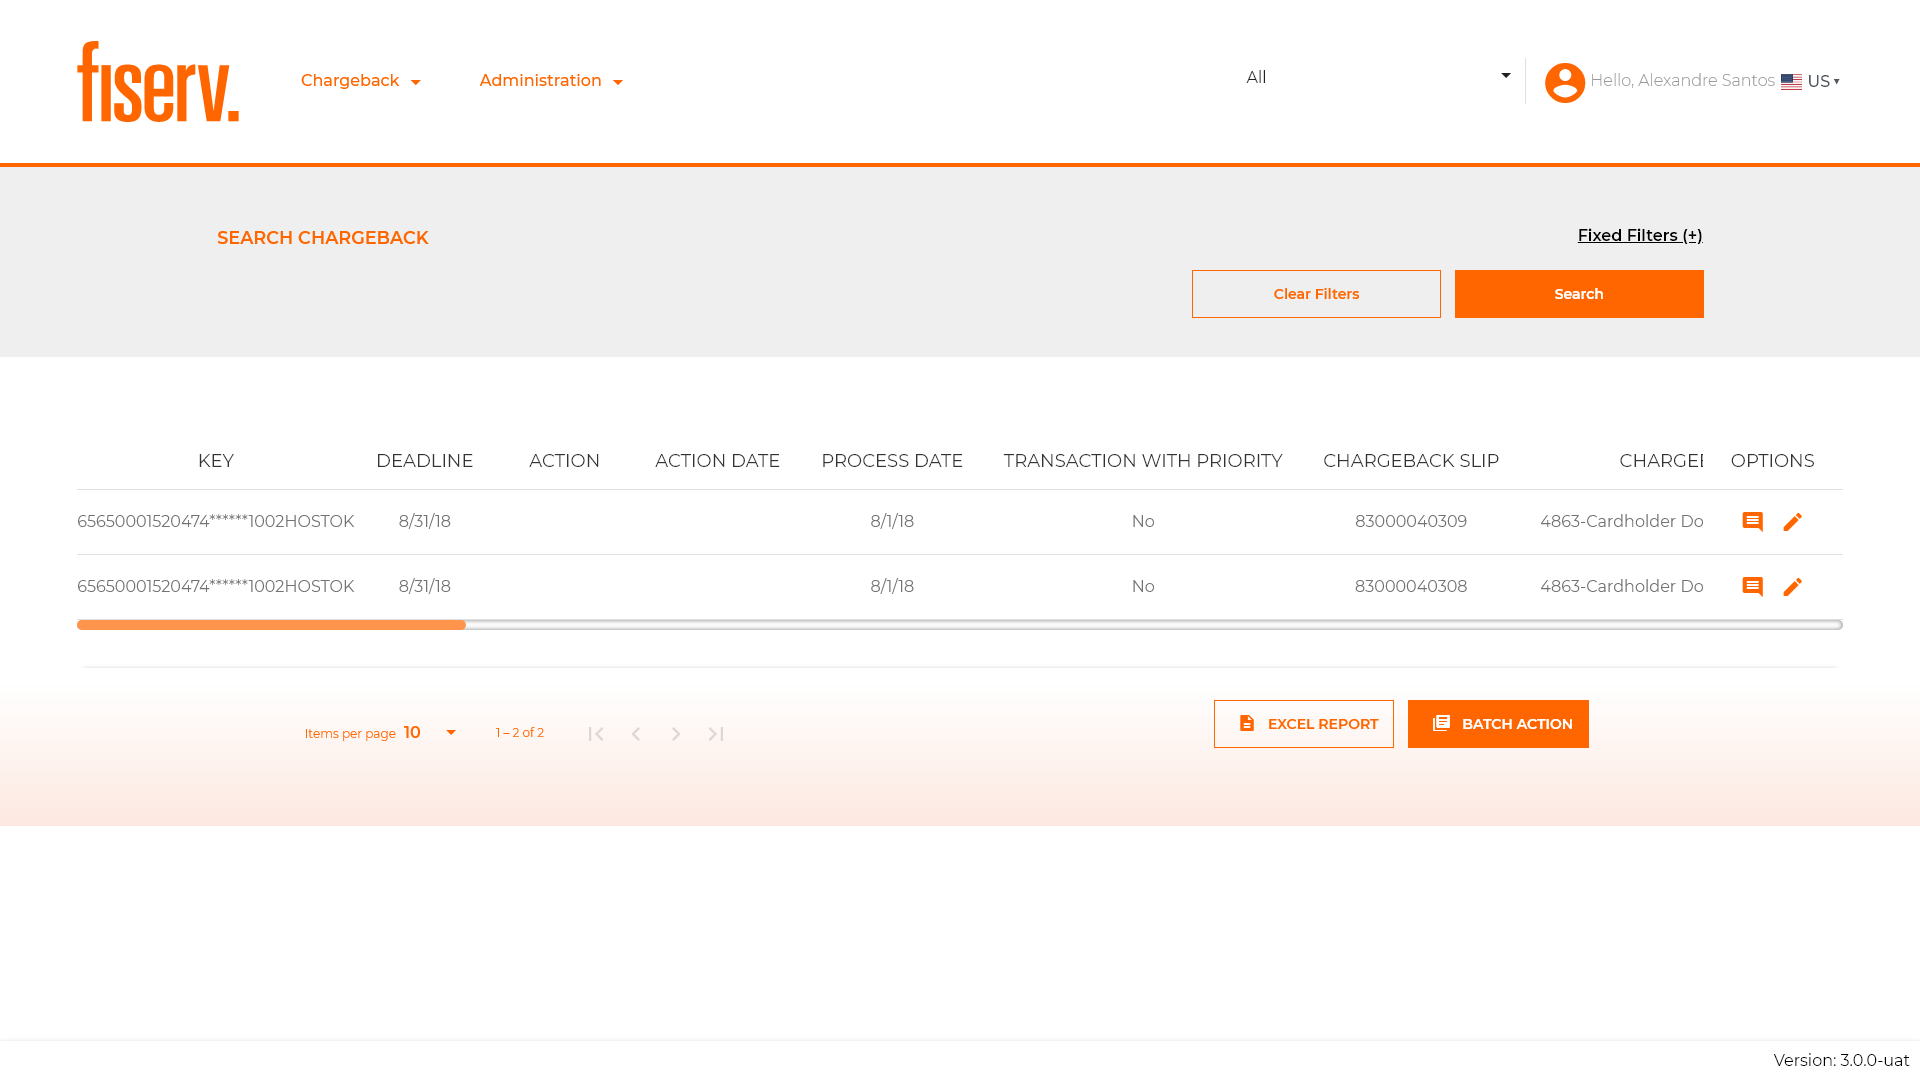 fiserv.
Chargeback
Administration
All
Hello, Alexandre Santos
US
SEARCH CHARGEBACK
Fixed Filters (+)
Clear Filters
Search
KEY DEADLINE ACTION ACTION DATE PROCESS DATE TRANSACTION WITH PRIORITY CHARGEBACK SLIP CHARGE OPTIONS
65650001520474******1002HOSTOK 8/31/18 8/1/18 No 83000040309 4863-Cardholder Do
65650001520474******1002HOSTOK 8/31/18 8/1/18 No 83000040308 4863-Cardholder Do
Items per page 10 1 – 2 of 2
EXCEL REPORT
BATCH ACTION
Version: 3.0.0-uat